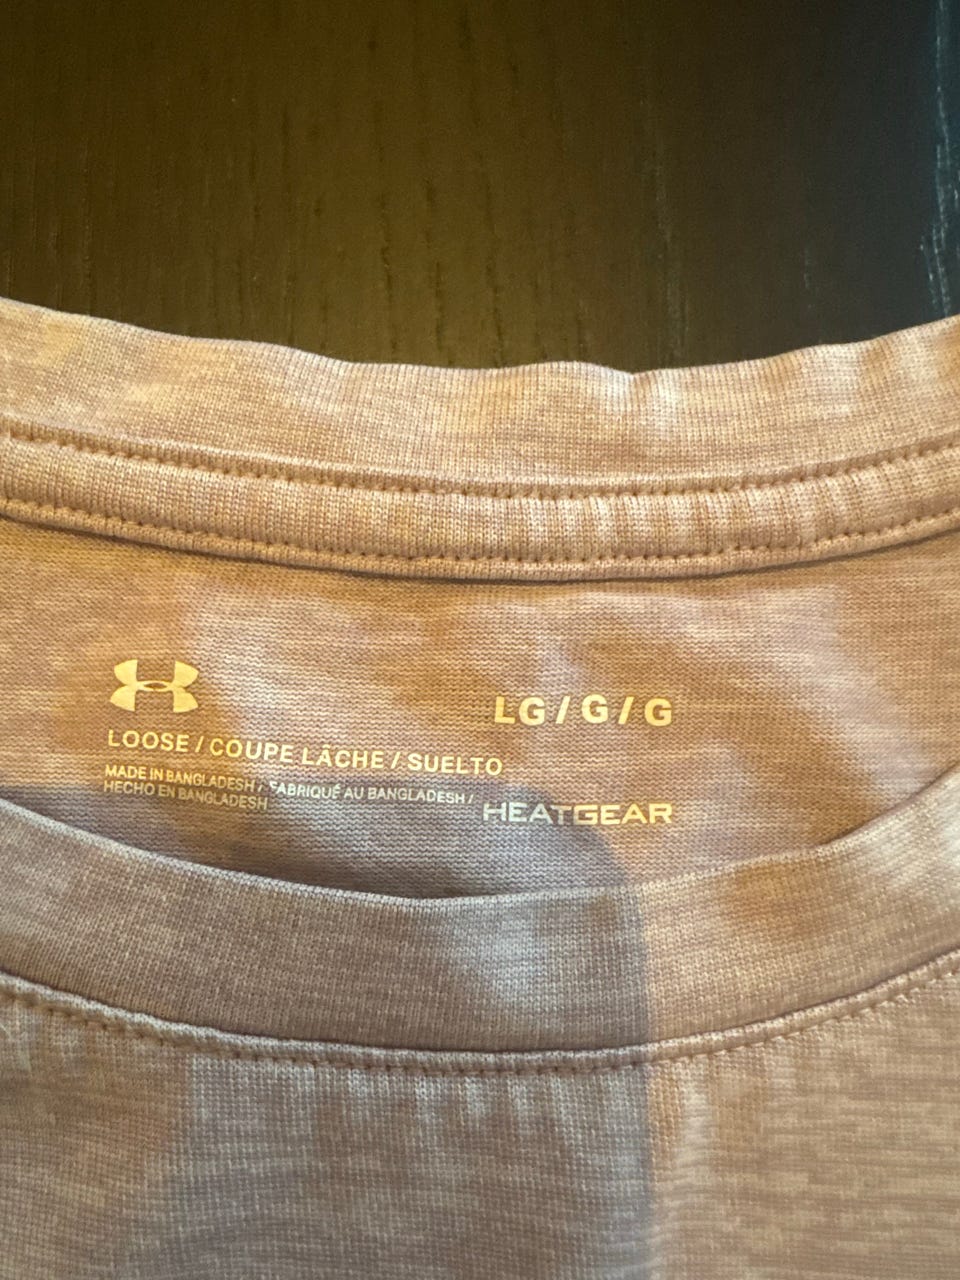 LG / G / G
LOOSE / COUPE LÂCHE / SUELTO
MADE IN BANGLADESH / FABRIQUÉ AU BANGLADESH /
HECHO EN BANGLADESH
HEATGEAR